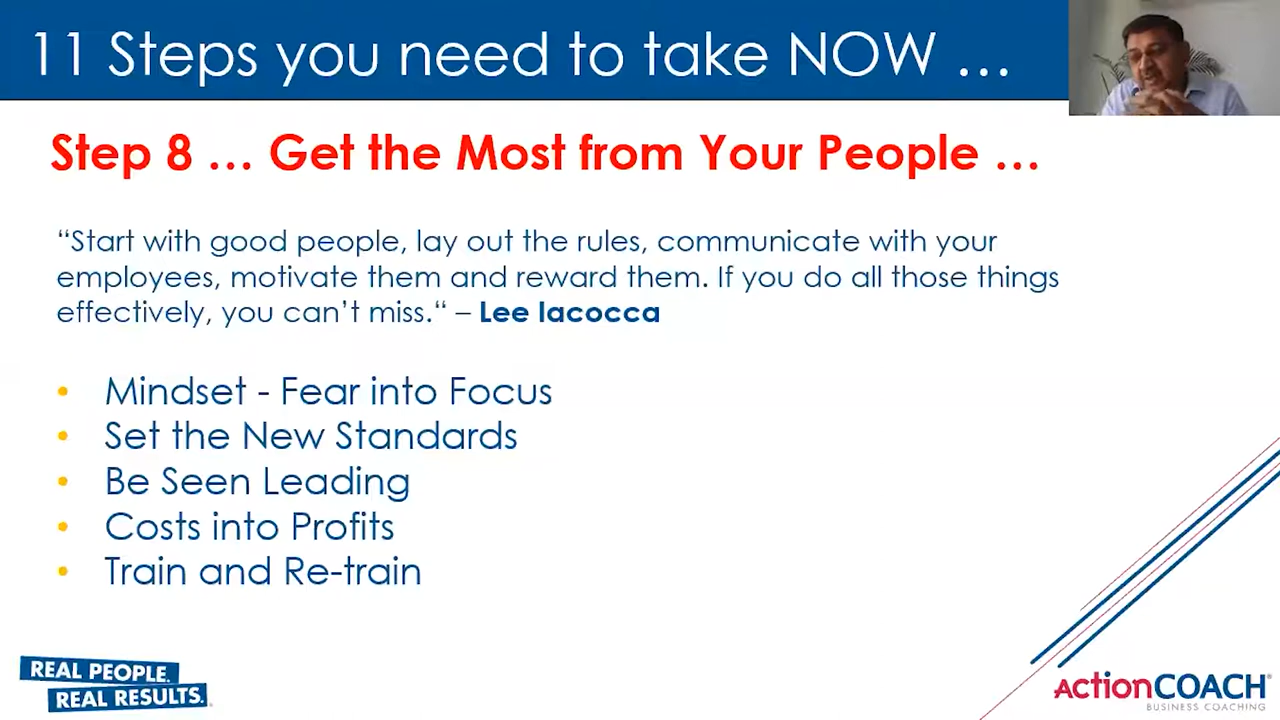 11 Steps you need to take NOW ...
Step 8 ... Get the Most from Your People ...
“Start with good people, lay out the rules, communicate with your
employees, motivate them and reward them. If you do all those things
effectively, you can’t miss.“ – Lee Iacocca
• Mindset - Fear into Focus
• Set the New Standards
• Be Seen Leading
• Costs into Profits
• Train and Re-train
REAL PEOPLE.
REAL RESULTS.
ActionCOACH®
BUSINESS COACHING